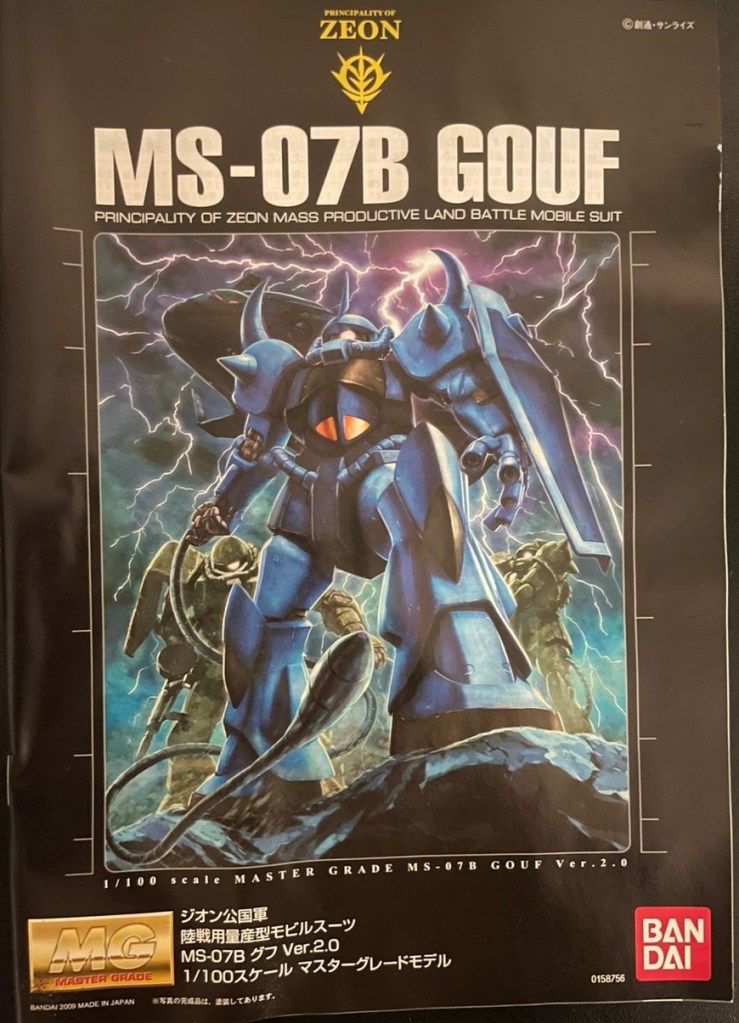 PRINCIPALITY OF
ZEON
©創通・サンライズ
MS-07B GOUF
PRINCIPALITY OF ZEON MASS PRODUCTIVE LAND BATTLE MOBILE SUIT
1/100 scale MASTER GRADE MS-07B GOUF Ver.2.0
MG
MASTER GRADE
ジオン公国軍
陸戦用量産型モビルスーツ
MS-07B グフ Ver.2.0
1/100スケール マスターグレードモデル
BAN
DAI
0158756
BANDAI 2009 MADE IN JAPAN
※写真の完成品は、塗装してあります。